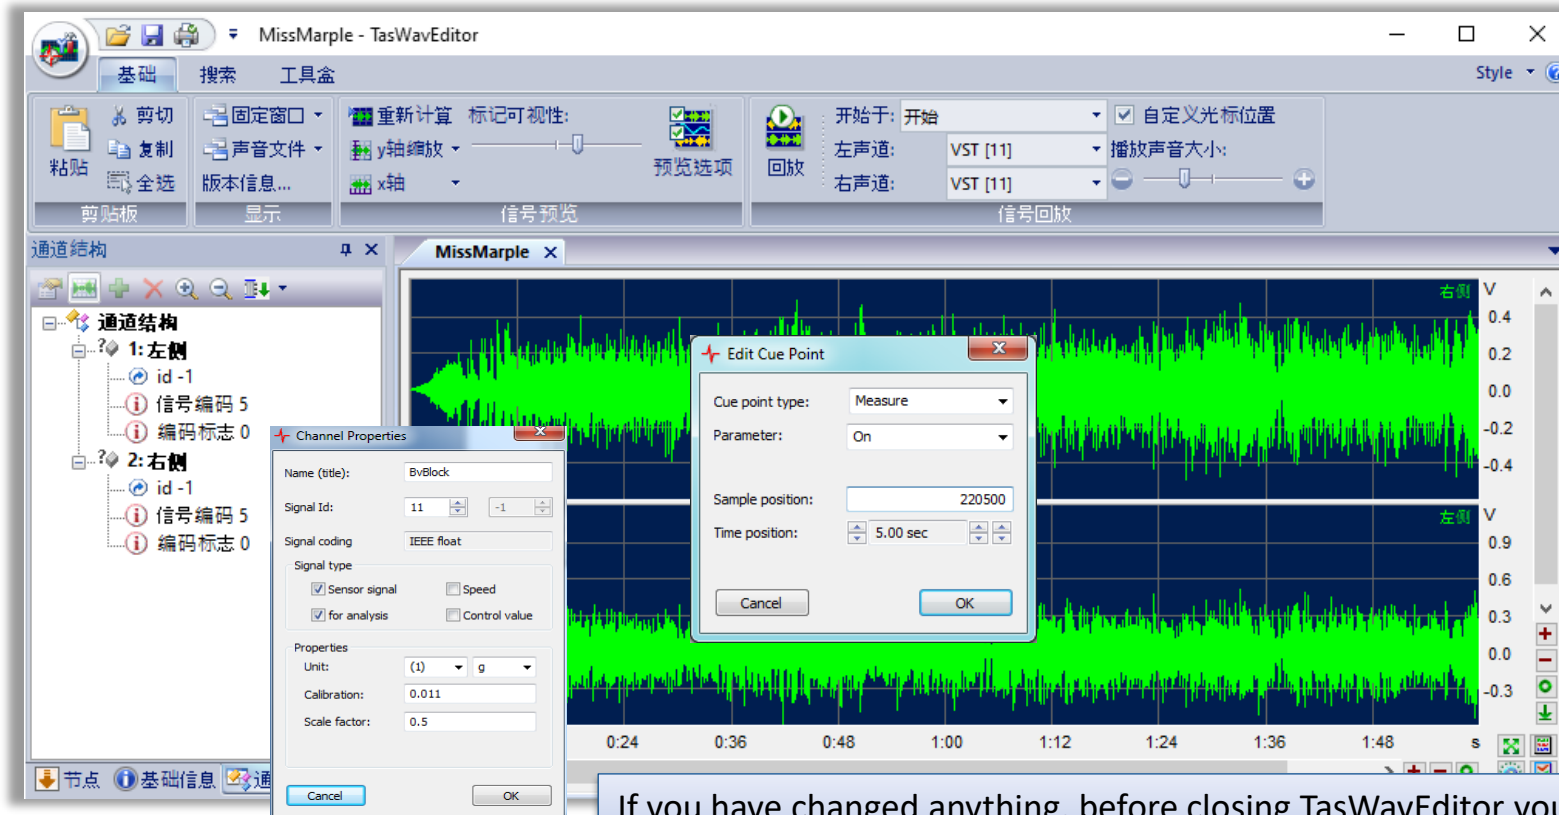 MissMarple - TasWavEditor
基础 搜索 工具盒 Style
剪切 固定窗口 重新计算 标记可视性: 开始于: 开始 自定义光标位置
复制 声音文件 y轴缩放 左声道: VST [11] 播放声音大小:
粘贴 全选 版本信息... x轴 预览选项 回放 右声道: VST [11]
剪贴板 显示 信号预览 信号回放
通道结构 MissMarple
通道结构
1: 左侧
id -1
信号编码 5
编码标志 0
2: 右侧
id -1
信号编码 5
编码标志 0
右侧 V
0.4
0.2
0.0
-0.2
-0.4
左侧 V
0.9
0.6
0.3
0.0
-0.3
0:24 0:36 0:48 1:00 1:12 1:24 1:36 1:48 s
Edit Cue Point
Cue point type: Measure
Parameter: On
Sample position: 220500
Time position: 5.00 sec
Cancel OK
Channel Properties
Name (title): BvBlock
Signal Id: 11 -1
Signal coding IEEE float
Signal type
Sensor signal Speed
for analysis Control value
Properties
Unit: (1) g
Calibration: 0.011
Scale factor: 0.5
Cancel OK
节点 基础信息 通
If you have changed anything, before closing TasWavEditor you